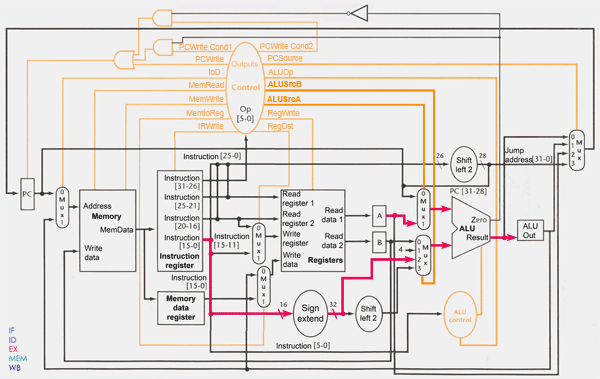 PCWrite Cond1
PCWrite Cond2
PCWrite
Outputs
PCSource
IoD
ALUOp
MemRead
Control
ALUSrcB
MemWrite
ALUSrcA
MemtoReg
Op
[5-0]
RegWrite
IRWrite
RegDst
Instruction [25-0]
26
Shift
left 2
28
Jump
address [31-0]
0
M
u
x
1
2
3
PC
0
M
u
x
1
Address
Memory
MemData
Write
data
Instruction
[31-26]
Instruction
[25-21]
Instruction
[20-16]
Instruction
[15-0]
Instruction
register
Instruction
[15-11]
Instruction
[15-0]
Memory
data
register
0
M
u
x
1
0
M
u
x
1
Read
register 1
Read
register 2
Write
register
Write
data
Read
data 1
Read
data 2
Registers
A
B
4
0
M
u
x
1
0
1
M
u
x
2
3
PC [31-28]
Zero
ALU
Result
ALU
Out
16
Sign
extend
32
Shift
left 2
ALU
control
Instruction [5-0]
IF
ID
EX
MEM
WB